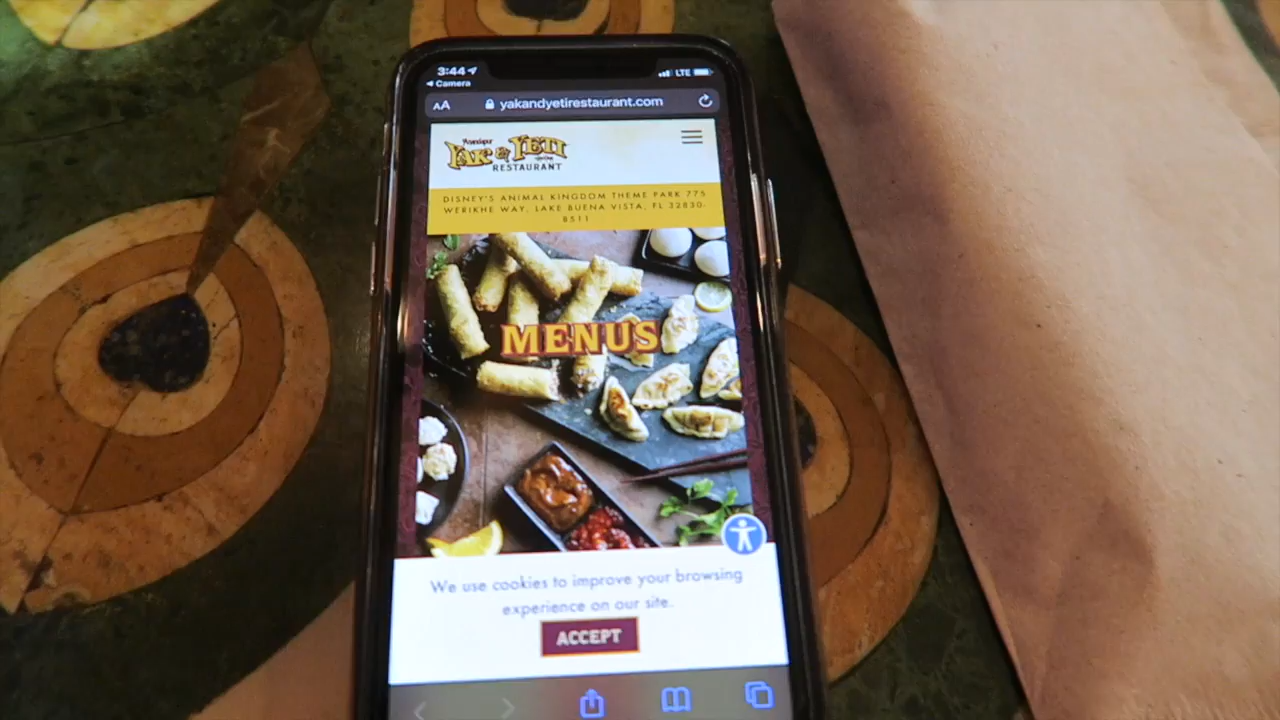 3:44
LTE
Camera
AA
yakandyetirestaurant.com
Anandapur
YAK & YETI
RESTAURANT
DISNEY'S ANIMAL KINGDOM THEME PARK 775
WERIKHE WAY, LAKE BUENA VISTA, FL 32830-
8511
MENUS
We use cookies to improve your browsing
experience on our site.
ACCEPT